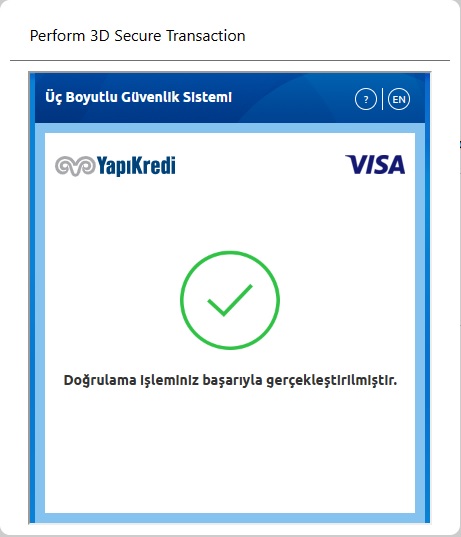 Perform 3D Secure Transaction
Üç Boyutlu Güvenlik Sistemi
?
EN
YapıKredi
VISA
Doğrulama işleminiz başarıyla gerçekleştirilmiştir.